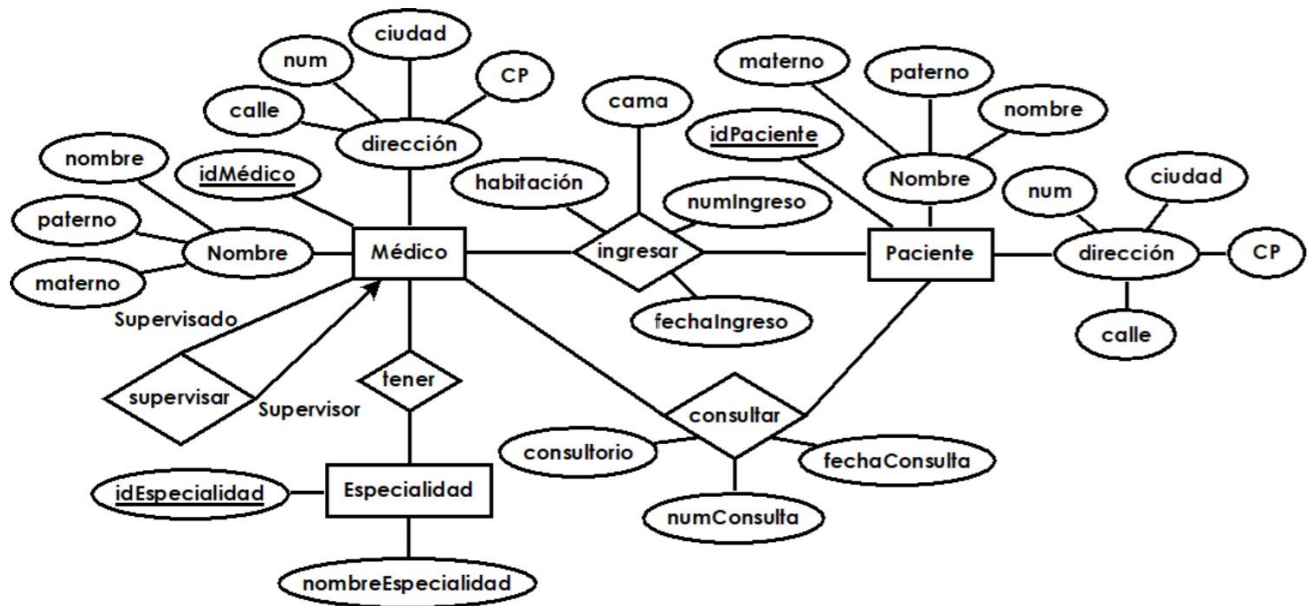 ciudad
num
CP
calle
dirección
nombre
idMédico
paterno
Nombre
materno
Médico
cama
habitación
numIngreso
ingresar
fechaIngreso
materno
paterno
nombre
idPaciente
Nombre
Paciente
num
ciudad
dirección
CP
calle
Supervisado
supervisar
Supervisor
tener
consultar
consultorio
fechaConsulta
numConsulta
idEspecialidad
Especialidad
nombreEspecialidad